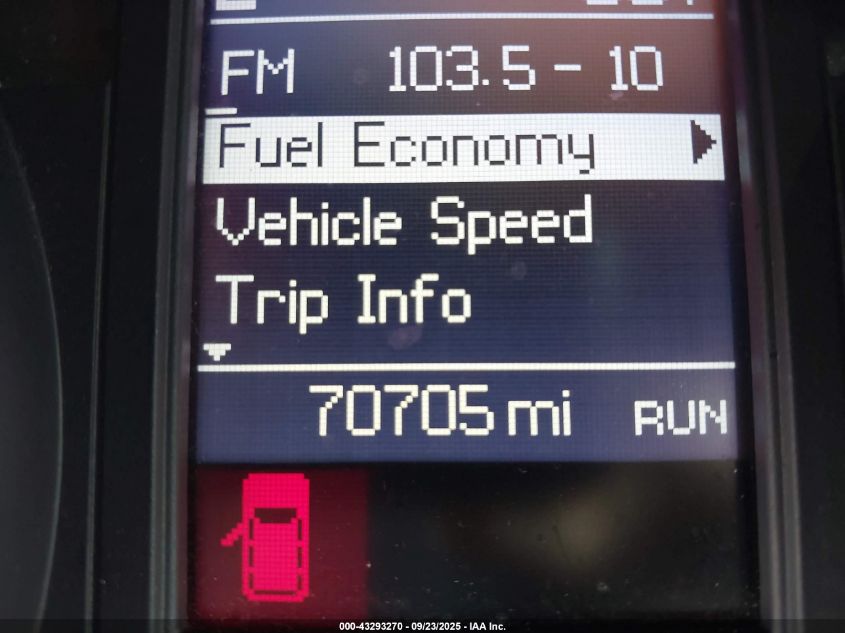 FM 103.5 - 10
Fuel Economy
Vehicle Speed
Trip Info
70705 mi RUN
000-43293270 - 09/23/2025 - IAA Inc.